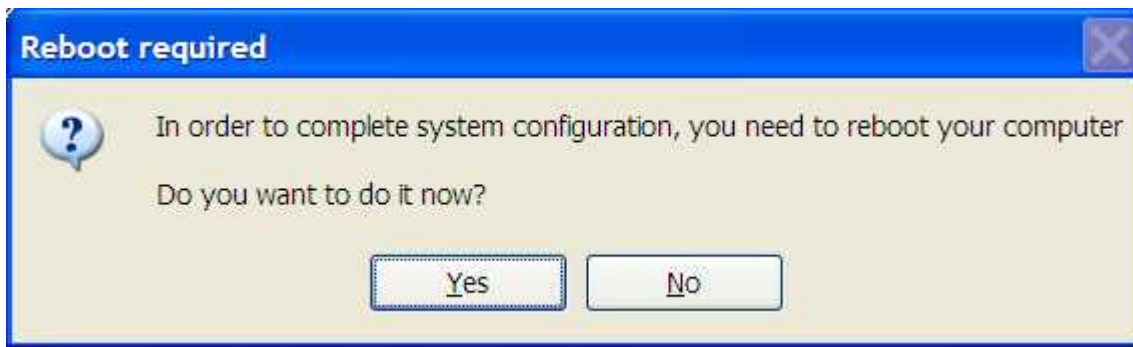 Reboot required
In order to complete system configuration, you need to reboot your computer
Do you want to do it now?
Yes
No